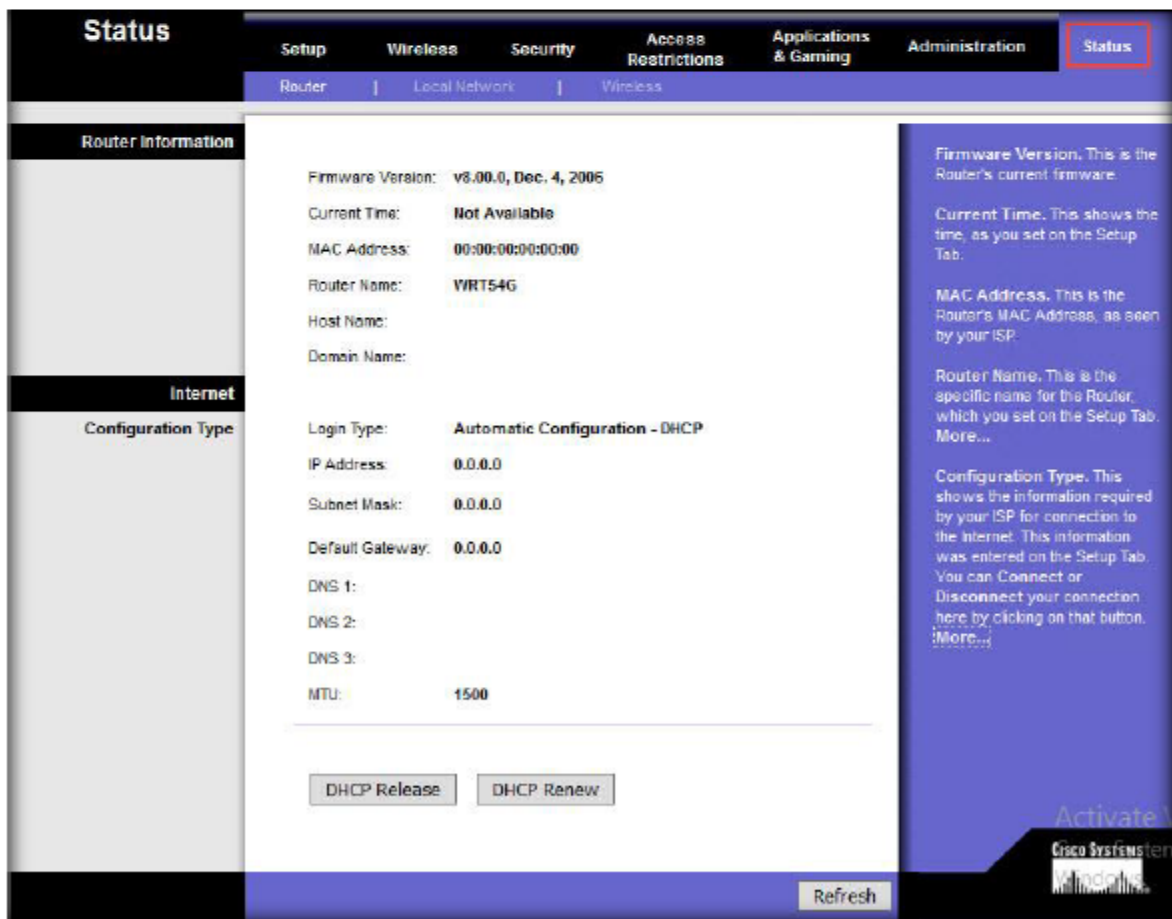 Status
Setup Wireless Security Access Restrictions Applications & Gaming Administration Status
Router | Local Network | Wireless
Router Information
Firmware Version: v8.00.0, Dec. 4, 2006
Current Time: Not Available
MAC Address: 00:00:00:00:00:00
Router Name: WRT54G
Host Name:
Domain Name:
Internet
Configuration Type
Login Type: Automatic Configuration - DHCP
IP Address: 0.0.0.0
Subnet Mask: 0.0.0.0
Default Gateway: 0.0.0.0
DNS 1:
DNS 2:
DNS 3:
MTU: 1500
DHCP Release DHCP Renew
Firmware Version. This is the
Router's current firmware.
Current Time. This shows the
time, as you set on the Setup
Tab.
MAC Address. This is the
Router's MAC Address, as seen
by your ISP.
Router Name. This is the
specific name for the Router,
which you set on the Setup Tab.
More...
Configuration Type. This
shows the information required
by your ISP for connection to
the Internet. This information
was entered on the Setup Tab.
You can Connect or
Disconnect your connection
here by clicking on that button.
More...
Activate
CISCO SYSTEMS
Windows.
Refresh